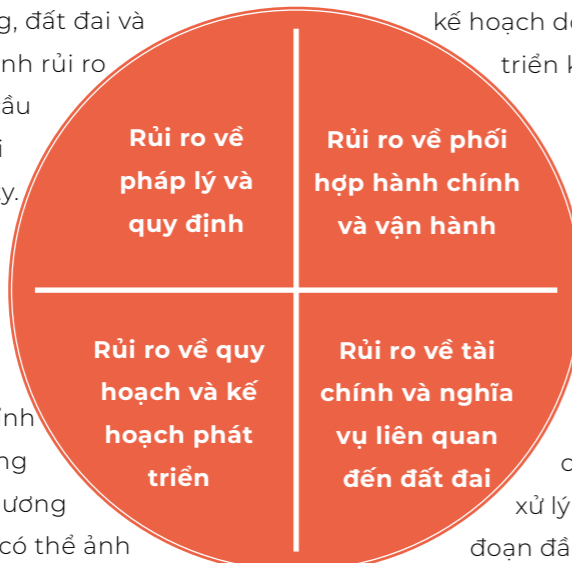 g, đất đai và
nh rủi ro
ầu
i
y.
kế hoạch d
triển k
Rủi ro về
pháp lý và
quy định
Rủi ro về phối
hợp hành chính
và vận hành
Rủi ro về quy
hoạch và kế
hoạch phát
triển
Rủi ro về tài
chính và nghĩa
vụ liên quan
đến đất đai
ng
ương
có thể ảnh
c
xử lý
đoạn đầ